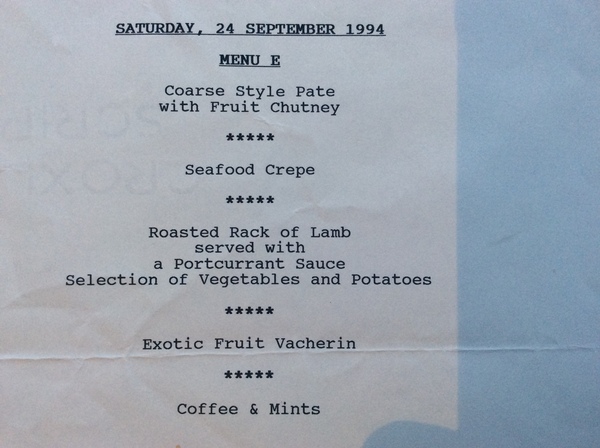 SATURDAY, 24 SEPTEMBER 1994
MENU E
Coarse Style Pate
with Fruit Chutney
*****
Seafood Crepe
*****
Roasted Rack of Lamb
served with
a Portcurrant Sauce
Selection of Vegetables and Potatoes
*****
Exotic Fruit Vacherin
*****
Coffee & Mints